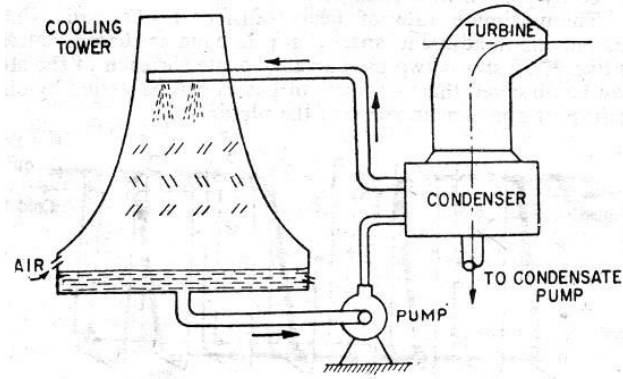 COOLING
TOWER
TURBINE
CONDENSER
AIR
TO CONDENSATE
PUMP
PUMP